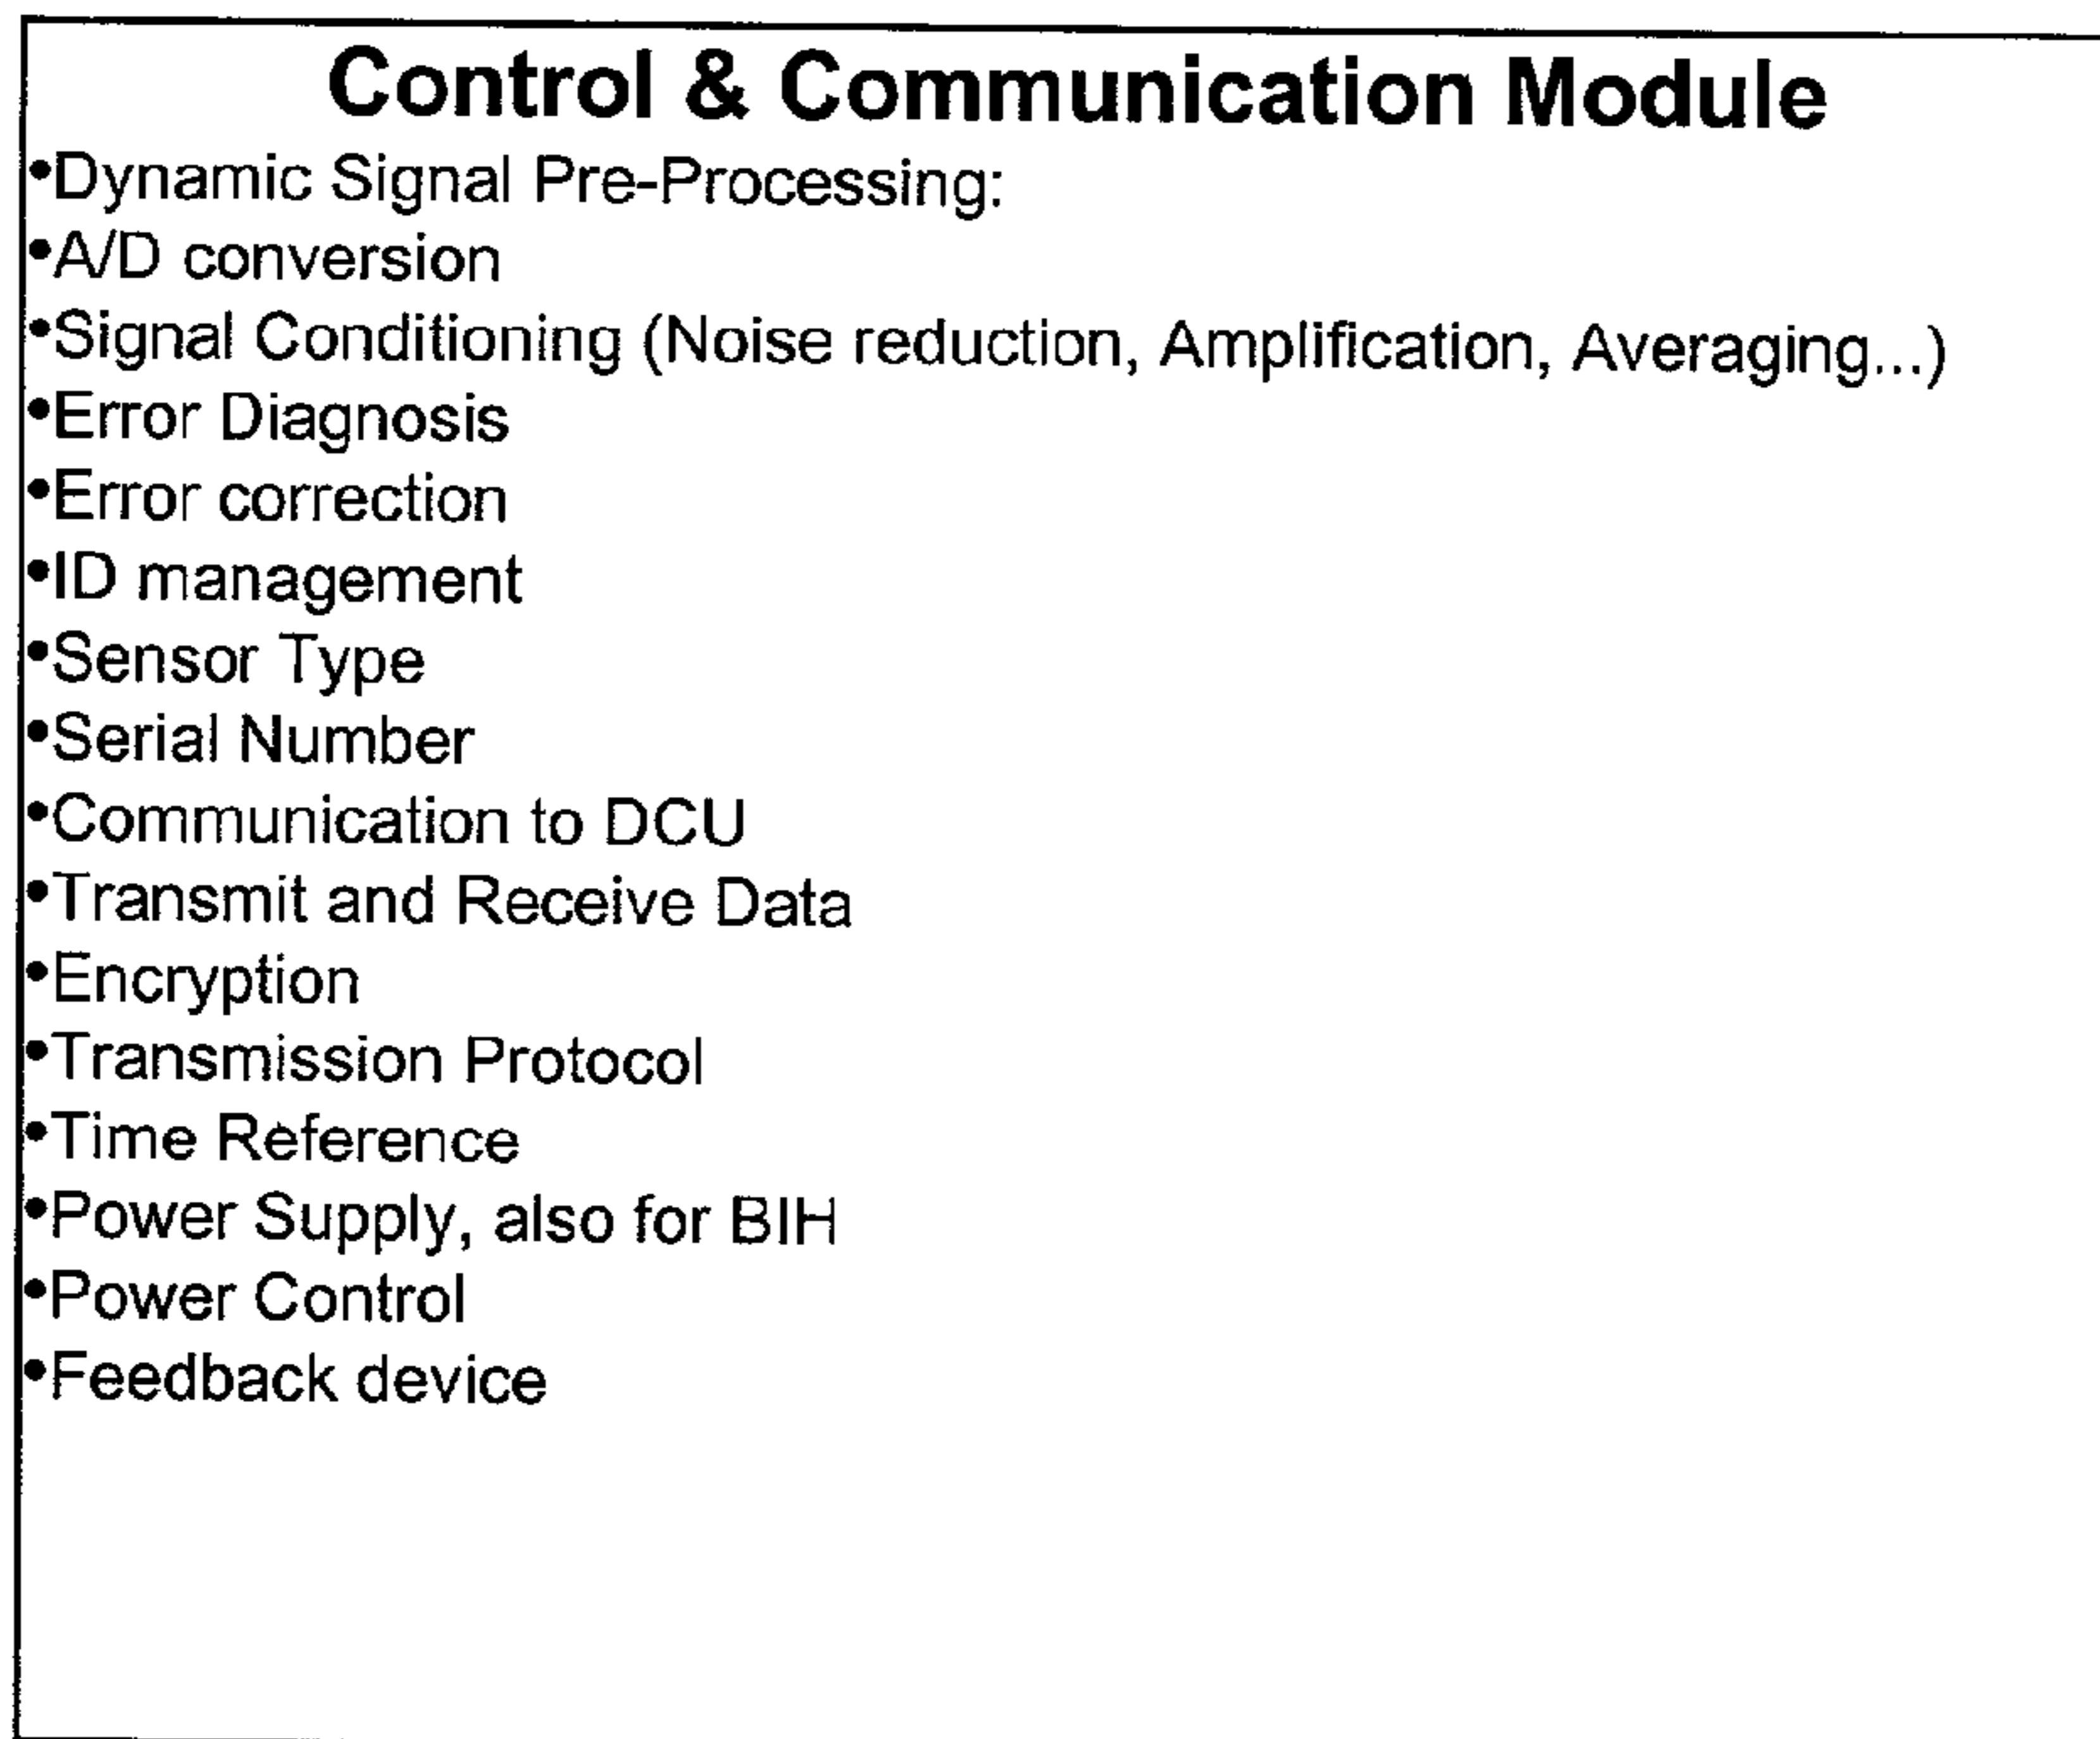 Control & Communication Module
•Dynamic Signal Pre-Processing:
•A/D conversion
•Signal Conditioning (Noise reduction, Amplification, Averaging...)
•Error Diagnosis
•Error correction
•ID management
•Sensor Type
•Serial Number
•Communication to DCU
•Transmit and Receive Data
•Encryption
•Transmission Protocol
•Time Reference
•Power Supply, also for BIH
•Power Control
•Feedback device